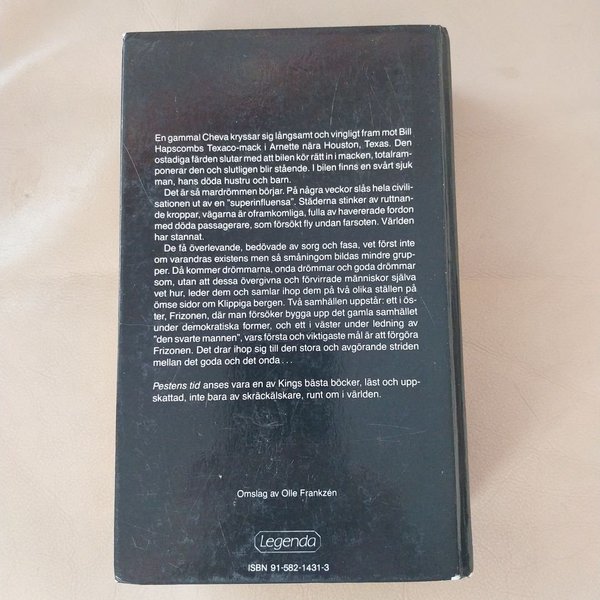 En gammal Cheva kryssar sig långsamt och vingligt fram mot Bill
Hapscombs Texaco-mack i Arnette nära Houston, Texas. Den
ostadiga färden slutar med att bilen kör rätt in i macken, totalram-
ponerar den och slutligen blir stående. I bilen finns en svårt sjuk
man, hans döda hustru och barn.
Det är så mardrömmen börjar. På några veckor slås hela civili-
sationen ut av en "superinfluensa". Städerna stinker av ruttnan-
de kroppar, vägarna är oframkomliga, fulla av havererade fordon
med döda passagerare, som försökt fly undan farsoten. Världen
har stannat.
De få överlevande, bedövade av sorg och fasa, vet först inte
om varandras existens men så småningom bildas mindre grup-
per. Då kommer drömmarna, onda drömmar och goda drömmar
som, utan att dessa övergivna och förvirrade människor själva
vet hur, leder dem och samlar ihop dem på två olika ställen på
ömse sidor om Klippiga bergen. Två samhällen uppstår: ett i ös-
ter, Frizonen, där man försöker bygga upp det gamla samhället
under demokratiska former, och ett i väster under ledning av
"den svarte mannen", vars första och viktigaste mål är att förgöra
Frizonen. Det drar ihop sig till den stora och avgörande striden
mellan det goda och det onda . . .
Pestens tid anses vara en av Kings bästa böcker, läst och upp-
skattad, inte bara av skräckälskare, runt om i världen.
Omslag av Olle Frankzén
Legenda
ISBN 91-582-1431-3